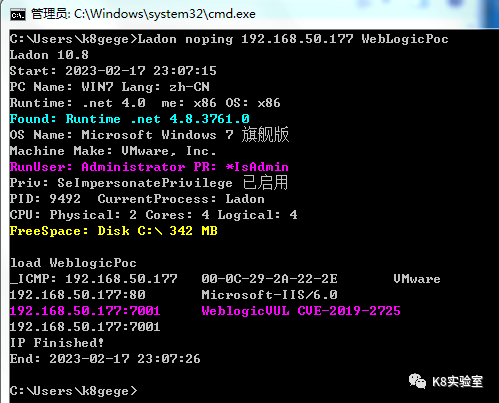 管理员: C:\Windows\system32\cmd.exe
C:\Users\k8gege>Ladon noping 192.168.50.177 WebLogicPoc
Ladon 10.8
Start: 2023-02-17 23:07:15
PC Name: WIN7 Lang: zh-CN
Runtime: .net 4.0  me: x86 OS: x86
Found: Runtime .net 4.8.3761.0
OS Name: Microsoft Windows 7 旗舰版
Machine Make: VMware, Inc.
RunUser: Administrator PR: *IsAdmin
Priv: SeImpersonatePrivilege 已启用
PID: 9492  CurrentProcess: Ladon
CPU: Physical: 2 Cores: 4 Logical: 4
FreeSpace: Disk C:\ 342 MB
load WeblogicPoc
_ICMP: 192.168.50.177   00-0C-29-2A-22-2E       VMware
192.168.50.177:80       Microsoft-IIS/6.0
192.168.50.177:7001     WeblogicVUL CVE-2019-2725
192.168.50.177:7001
IP Finished!
End: 2023-02-17 23:07:26
C:\Users\k8gege>
K8实验室